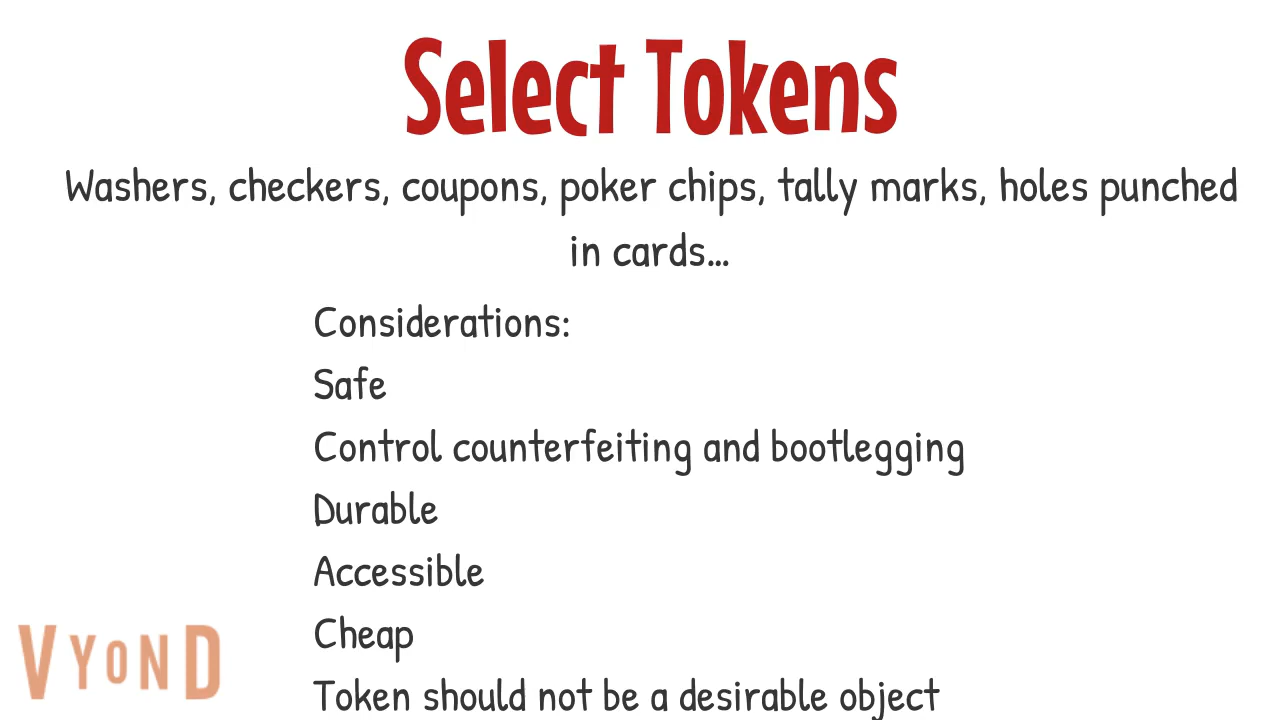 Select Tokens
Washers, checkers, coupons, poker chips, tally marks, holes punched
in cards...
Considerations:
Safe
Control counterfeiting and bootlegging
Durable
Accessible
Cheap
Token should not be a desirable object
VYOND